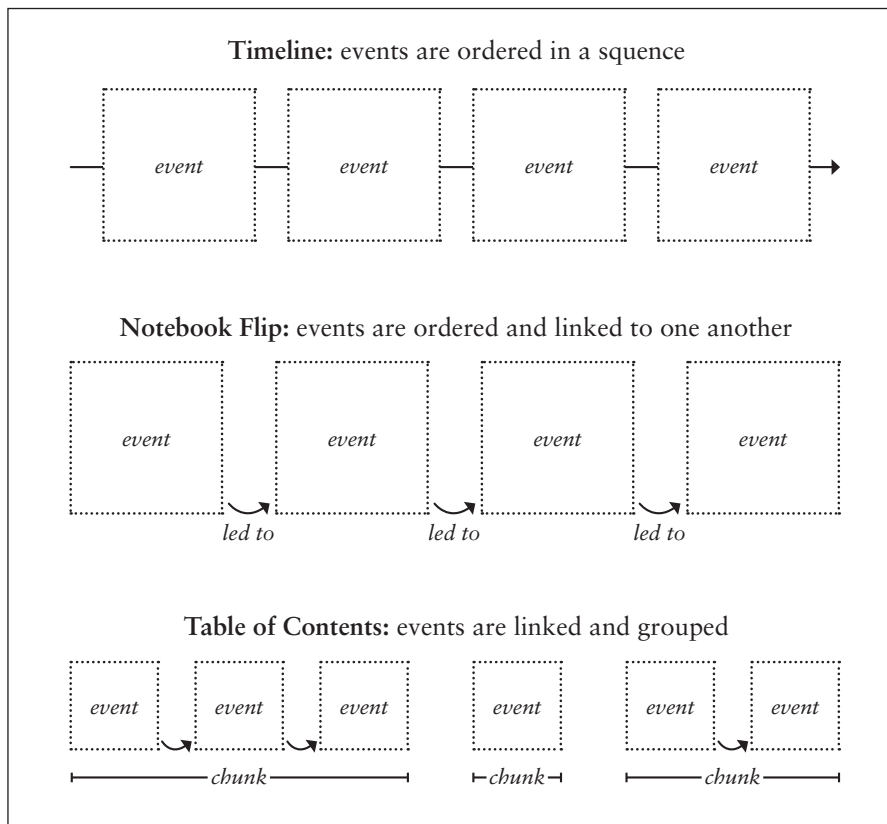 Timeline: events are ordered in a squence
event event event event
Notebook Flip: events are ordered and linked to one another
event event event event
led to led to led to
Table of Contents: events are linked and grouped
event event event event event event
chunk chunk chunk